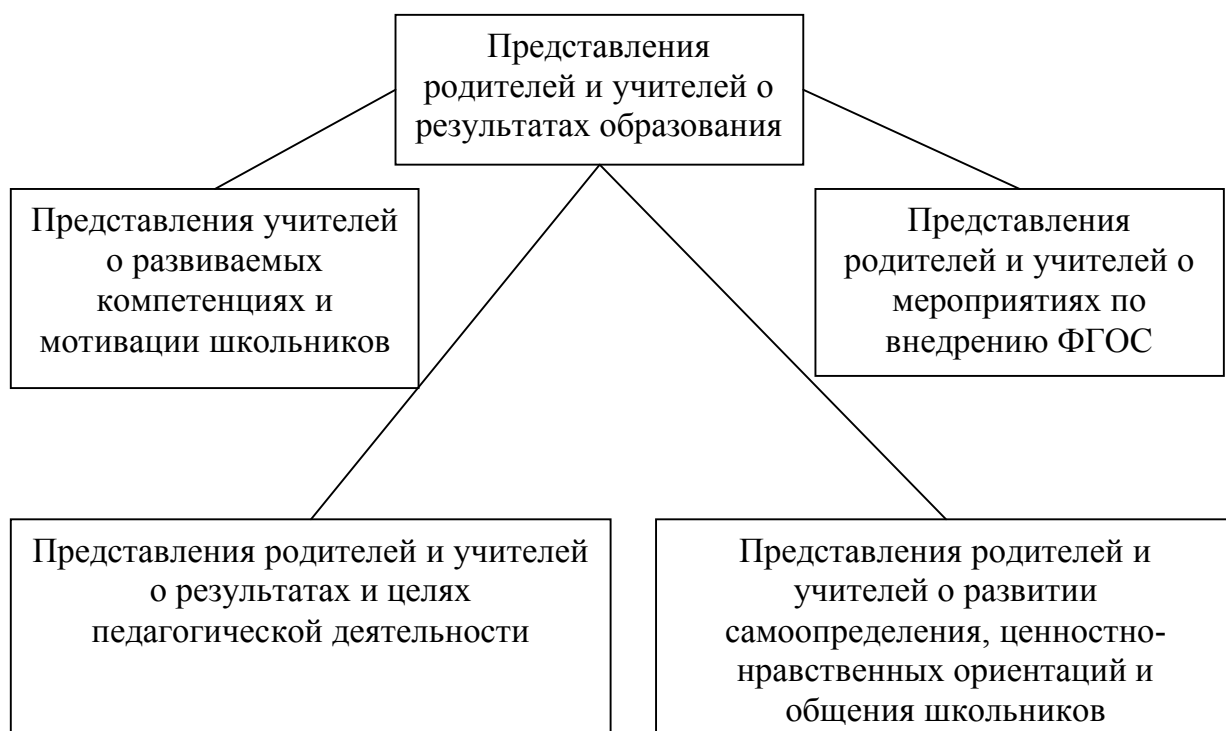 Представления
родителей и учителей о
результатах образования
Представления учителей
о развиваемых
компетенциях и
мотивации школьников
Представления
родителей и учителей о
мероприятиях по
внедрению ФГОС
Представления родителей и учителей
о результатах и целях
педагогической деятельности
Представления родителей и
учителей о развитии
самоопределения, ценностно-
нравственных ориентаций и
общения школьников